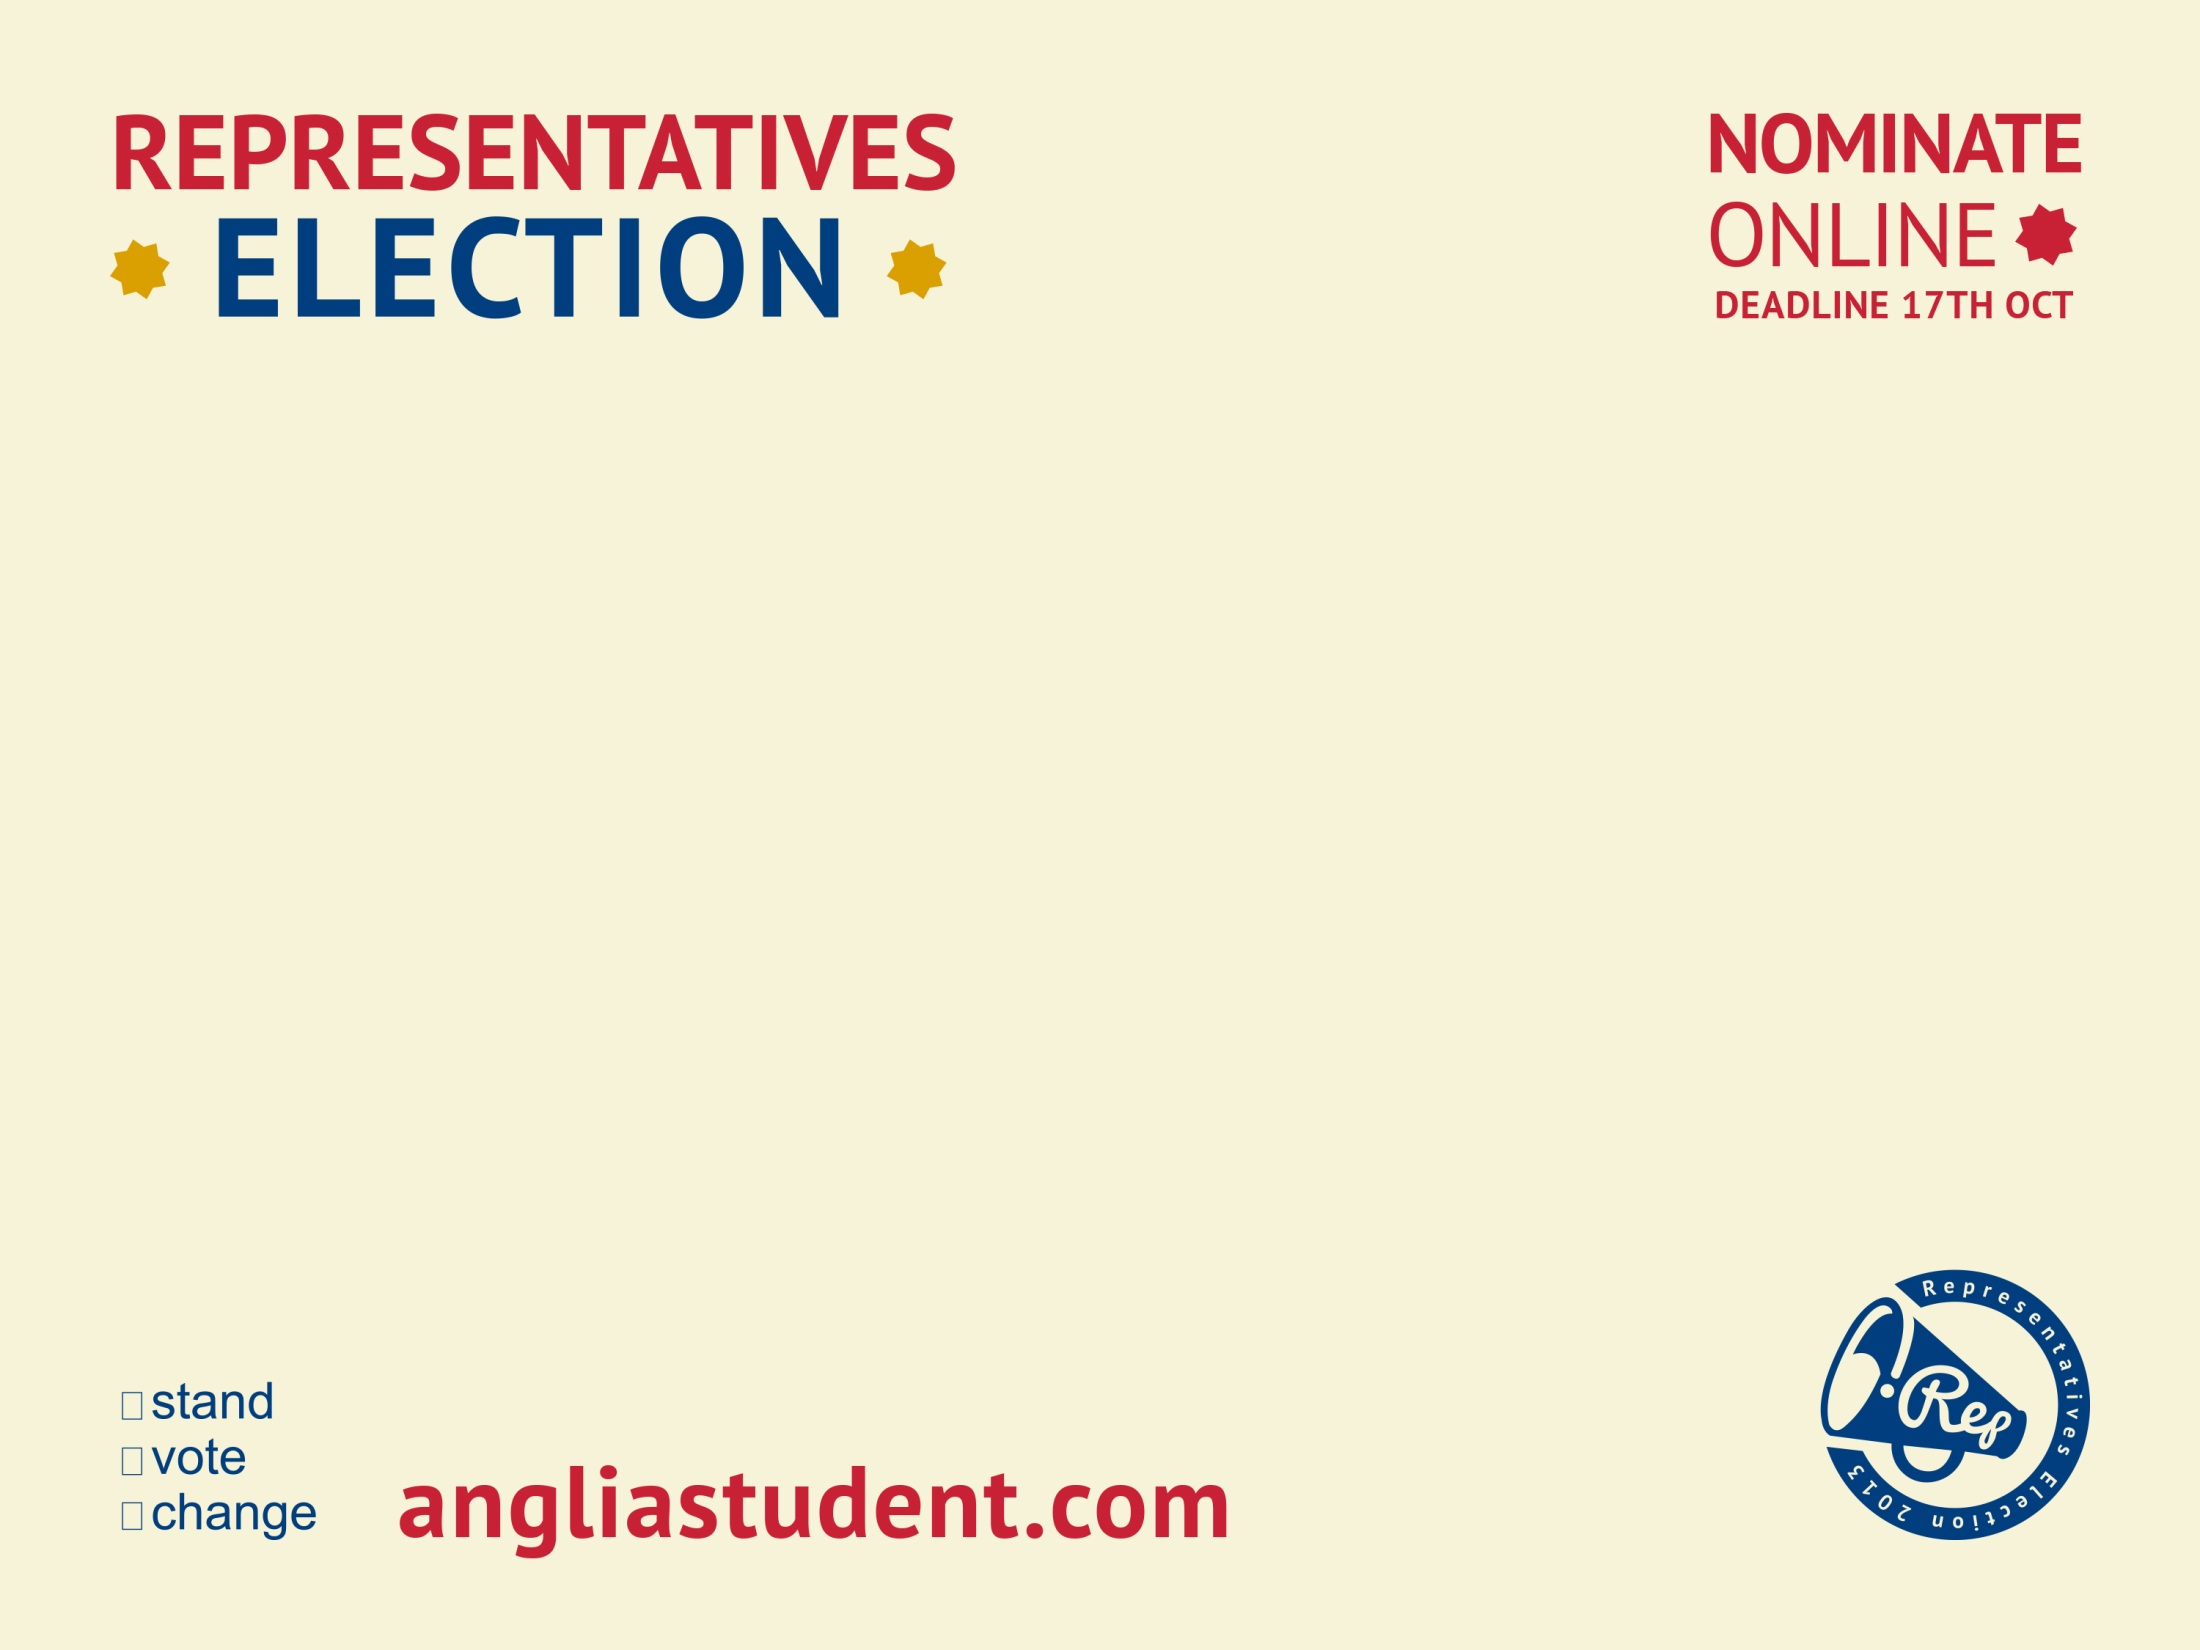 REPRESENTATIVES
ELECTION
NOMINATE
ONLINE
DEADLINE 17TH OCT
stand
vote
change
angliastudent.com
Representatives Election 2013
Rep